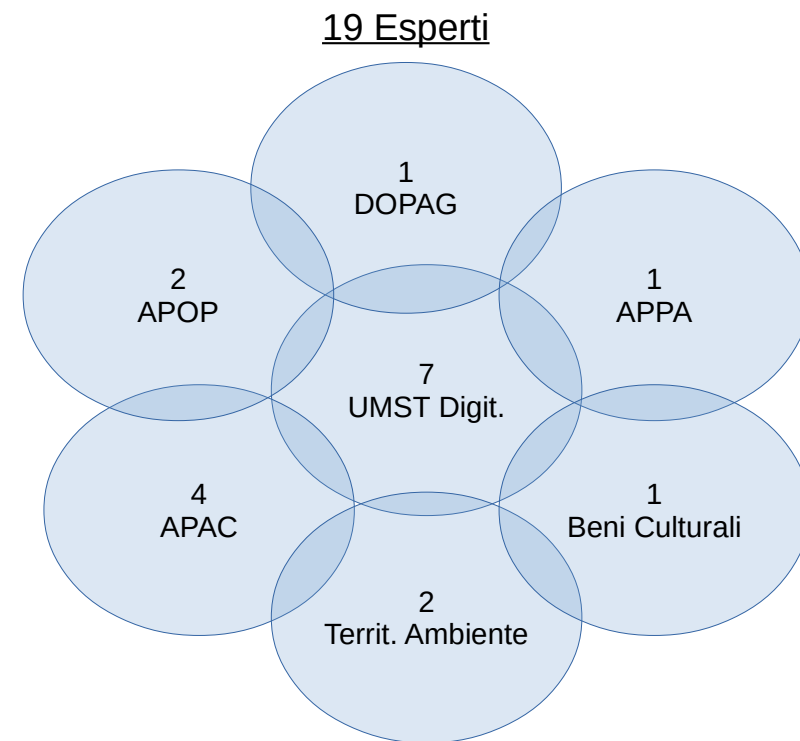 19 Esperti
1
DOPAG
2
APOP
1
APPA
7
UMST Digit.
4
APAC
1
Beni Culturali
2
Territ. Ambiente